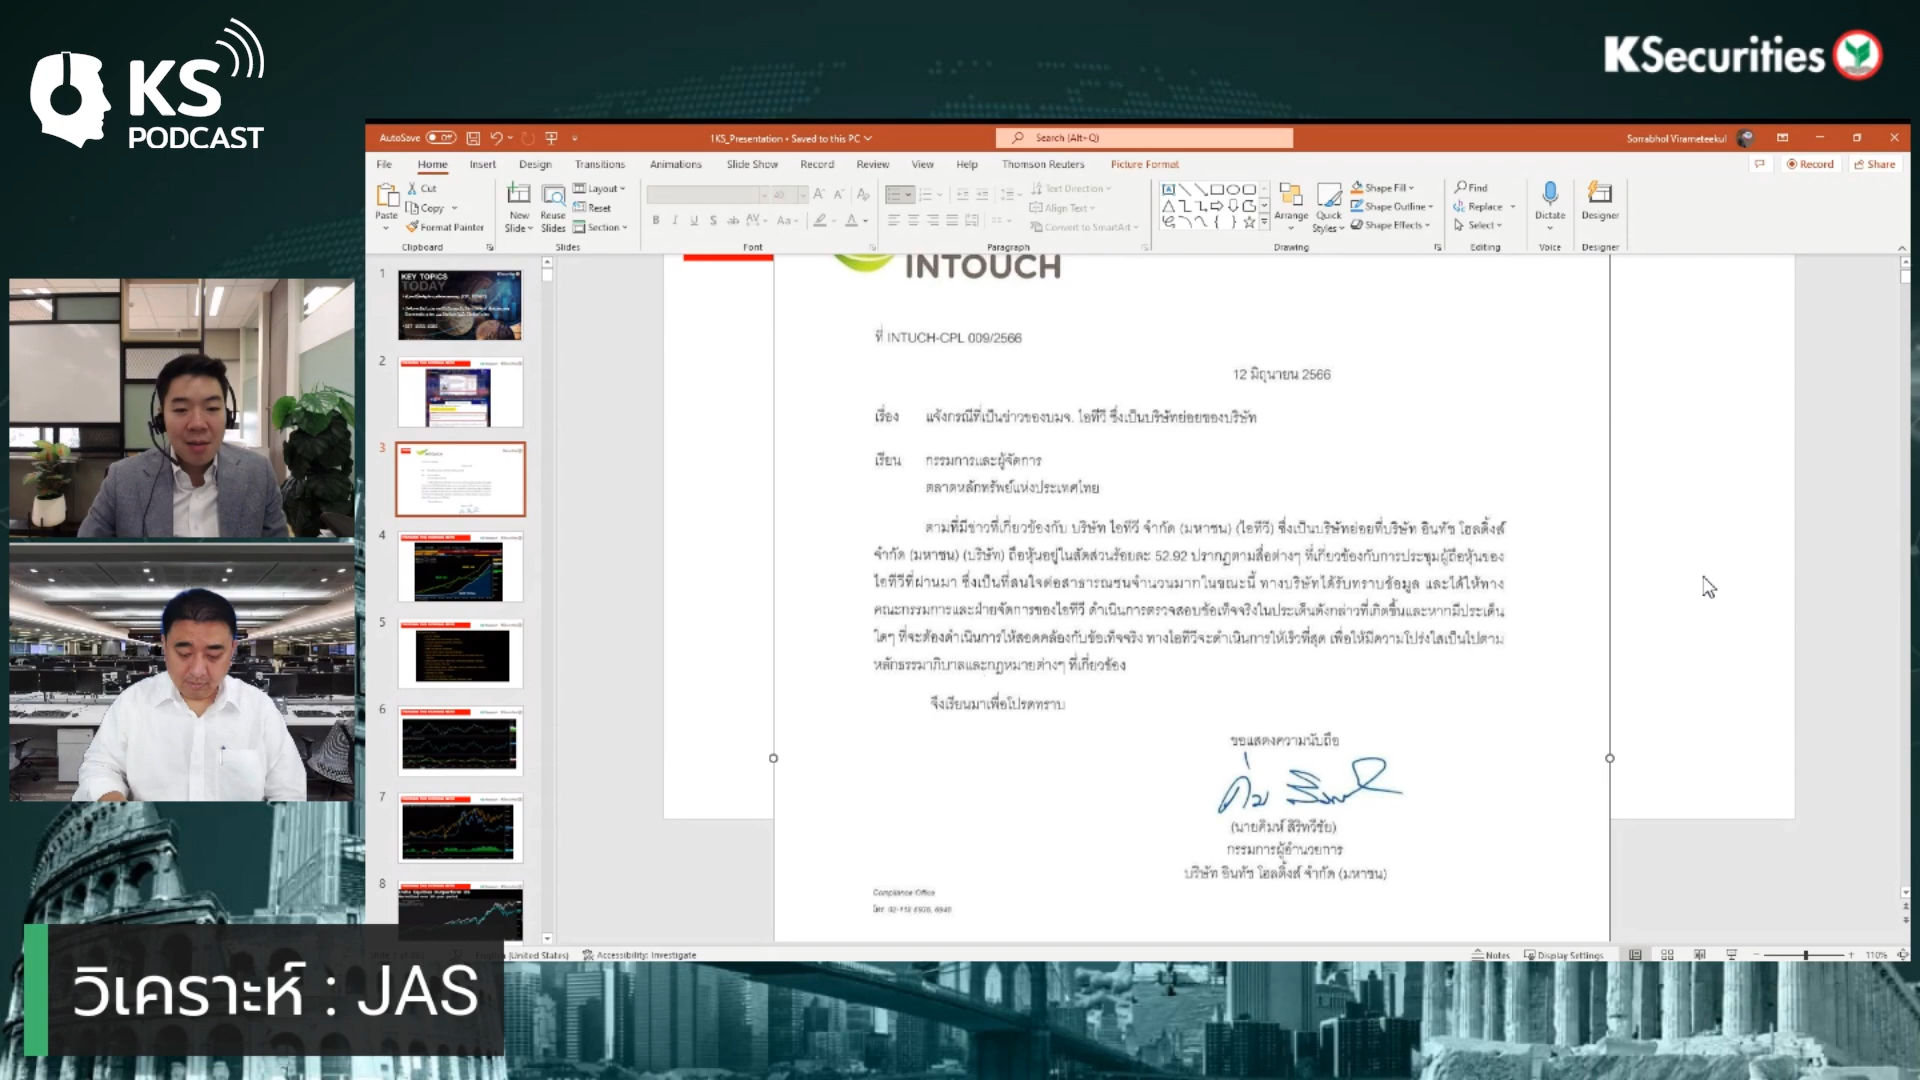 KS
PODCAST
KSecurities
AutoSave Off
1KS_Presentation • Saved to this PC
Search (Alt+Q)
Sorrabhol Virameteekul
File Home Insert Design Transitions Animations Slide Show Record Review View Help Thomson Reuters Picture Format
Record Share
Paste
Cut
Copy
Format Painter
Clipboard
New Slide
Reuse Slides
Layout
Reset
Section
Slides
Font
Text Direction
Align Text
Convert to SmartArt
Paragraph
Arrange
Quick Styles
Shape Fill
Shape Outline
Shape Effects
Drawing
Find
Replace
Select
Editing
Dictate
Voice
Designer
Designer
1
KEY TOPICS
TODAY
2
3
4
5
6
7
8
INTOUCH
ที่ INTUCH-CPL 009/2566
12 มิถุนายน 2566
เรื่อง แจ้งกรณีที่เป็นข่าวของบมจ. ไอทีวี ซึ่งเป็นบริษัทย่อยของบริษัท
เรียน กรรมการและผู้จัดการ
ตลาดหลักทรัพย์แห่งประเทศไทย
ตามที่มีข่าวที่เกี่ยวข้องกับ บริษัท ไอทีวี จำกัด (มหาชน) (ไอทีวี) ซึ่งเป็นบริษัทย่อยที่บริษัท อินทัช โฮลดิ้งส์
จำกัด (มหาชน) (บริษัท) ถือหุ้นอยู่ในสัดส่วนร้อยละ 52.92 ปรากฏตามสื่อต่างๆ ที่เกี่ยวข้องกับการประชุมผู้ถือหุ้นของ
ไอทีวีที่ผ่านมา ซึ่งเป็นที่สนใจต่อสาธารณชนจำนวนมากในขณะนี้ ทางบริษัทได้รับทราบข้อมูล และได้ให้ทาง
คณะกรรมการและฝ่ายจัดการของไอทีวี ดำเนินการตรวจสอบข้อเท็จจริงในประเด็นดังกล่าวที่เกิดขึ้นและหากมีประเด็น
ใดๆ ที่จะต้องดำเนินการให้สอดคล้องกับข้อเท็จจริง ทางไอทีวีจะดำเนินการให้เร็วที่สุด เพื่อให้มีความโปร่งใสเป็นไปตาม
หลักธรรมาภิบาลและกฎหมายต่างๆ ที่เกี่ยวข้อง
จึงเรียนมาเพื่อโปรดทราบ
ขอแสดงความนับถือ
(นายคิมห์ สิริทวีชัย)
กรรมการผู้อำนวยการ
บริษัท อินทัช โฮลดิ้งส์ จำกัด (มหาชน)
Compliance Office
(United States) Accessibility: Investigate
Notes Display Settings 110%
วิเคราะห์ : JAS